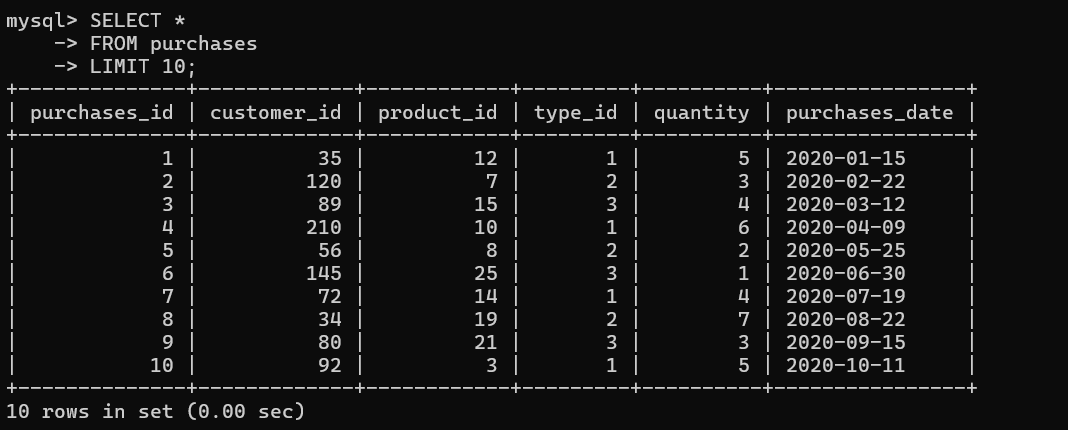 mysql> SELECT *
    -> FROM purchases
    -> LIMIT 10;
+--------------+-------------+------------+---------+----------+----------------+
| purchases_id | customer_id | product_id | type_id | quantity | purchases_date |
+--------------+-------------+------------+---------+----------+----------------+
|            1 |          35 |         12 |       1 |        5 | 2020-01-15     |
|            2 |         120 |          7 |       2 |        3 | 2020-02-22     |
|            3 |          89 |         15 |       3 |        4 | 2020-03-12     |
|            4 |         210 |         10 |       1 |        6 | 2020-04-09     |
|            5 |          56 |          8 |       2 |        2 | 2020-05-25     |
|            6 |         145 |         25 |       3 |        1 | 2020-06-30     |
|            7 |          72 |         14 |       1 |        4 | 2020-07-19     |
|            8 |          34 |         19 |       2 |        7 | 2020-08-22     |
|            9 |          80 |         21 |       3 |        3 | 2020-09-15     |
|           10 |          92 |          3 |       1 |        5 | 2020-10-11     |
+--------------+-------------+------------+---------+----------+----------------+
10 rows in set (0.00 sec)